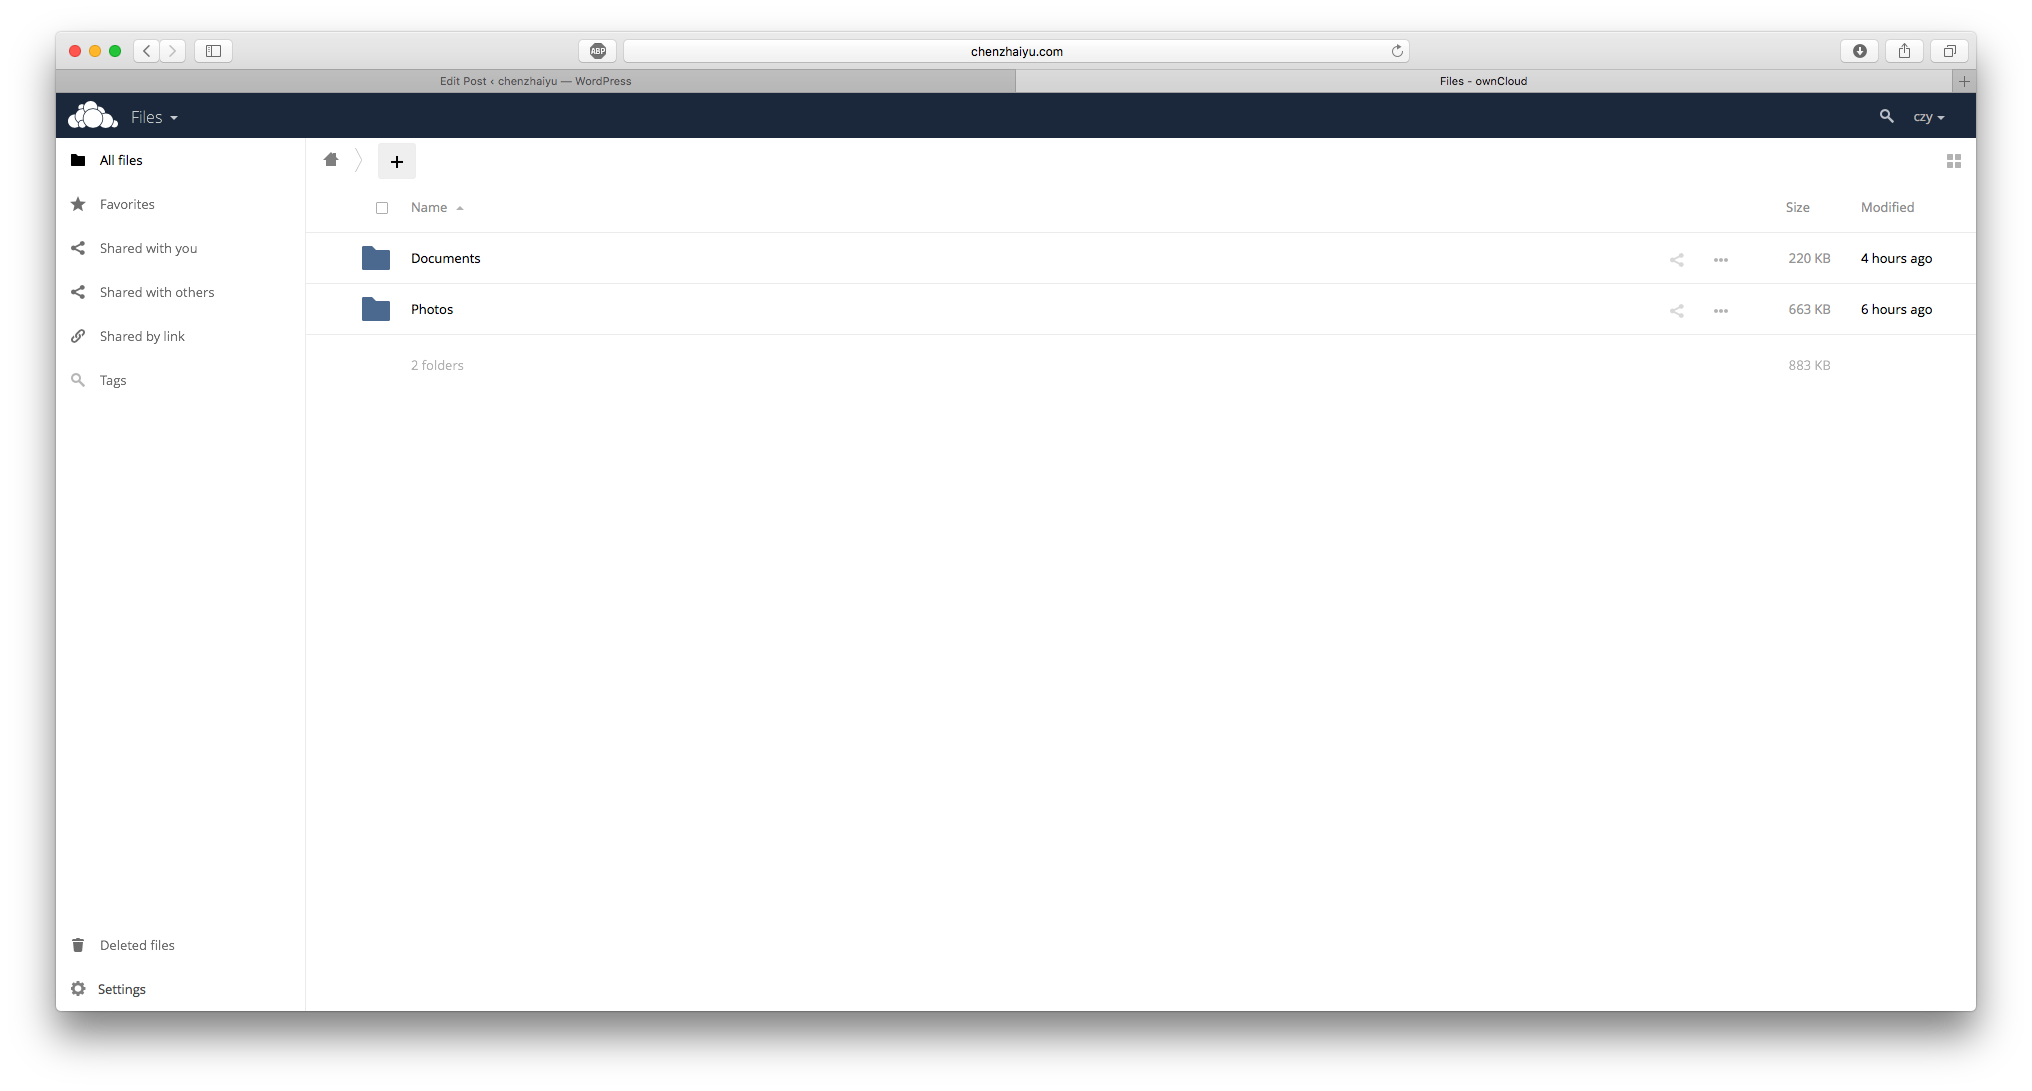 ABP
chenzhaiyu.com
Edit Post ‹ chenzhaiyu — WordPress
Files - ownCloud
Files
czy
All files
Favorites
Shared with you
Shared with others
Shared by link
Tags
Deleted files
Settings
Name Size Modified
Documents 220 KB 4 hours ago
Photos 663 KB 6 hours ago
2 folders 883 KB